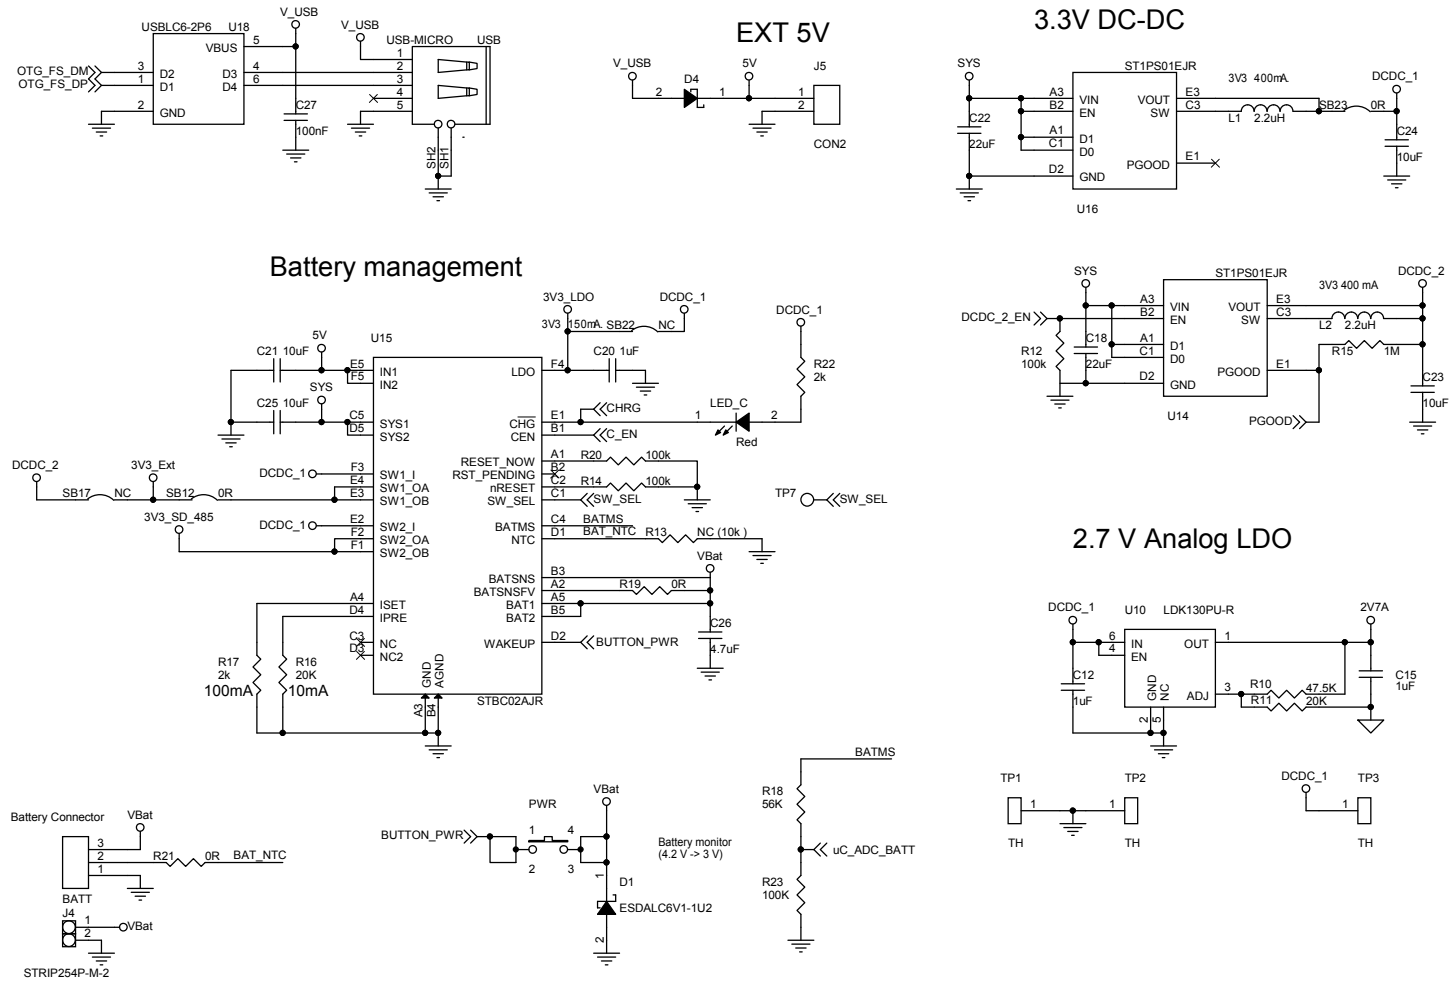 3.3V DC-DC
EXT 5V
USBLC6-2P6 U18
V_USB
V_USB
USB-MICRO USB
VBUS 5
OTG_FS_DM 3 D2 D3 4
OTG_FS_DP 1 D1 D4 6
2 GND
C27
100nF
1
2
3
4
5
SH2
SH1
V_USB
D4
2 1
5V
J5
1
2
CON2
SYS
ST1PS01EJR
3V3 400mA.
DCDC_1
A3 VIN VOUT E3
B2 EN SW C3
L1 2.2uH
SB23 0R
C22
22uF
A1 D1
C1 D0
PGOOD E1
D2 GND
C24
10uF
U16
SYS
ST1PS01EJR
3V3 400 mA
DCDC_2
DCDC_2_EN
A3 VIN VOUT E3
B2 EN SW C3
L2 2.2uH
R12
100k
C18
22uF
A1 D1
C1 D0
R15 1M
PGOOD E1
D2 GND
C23
10uF
U14
PGOOD
Battery management
3V3_LDO
DCDC_1
3V3 150mA. SB22 NC
DCDC_1
5V
U15
C21 10uF
E5 IN1
F5 IN2
LDO F4
C20 1uF
R22
2k
SYS
C25 10uF
C5 SYS1
D5 SYS2
CHG E1
CEN B1
CHRG
C_EN
LED_C
1 2
Red
DCDC_2
3V3_Ext
SB17 NC
SB12 0R
DCDC_1
F3 SW1_I
E4 SW1_OA
E3 SW1_OB
RESET_NOW A1
RST_PENDING B2
nRESET C2
SW_SEL C1
R20 100k
R14 100k
SW_SEL
TP7 SW_SEL
3V3_SD_485
DCDC_1
E2 SW2_I
F2 SW2_OA
F1 SW2_OB
BATMS C4 BATMS
NTC D1 BAT_NTC
R13 NC (10k )
VBat
BATSNS B3
BATSNSFV A2
BAT1 A5
BAT2 B5
R19 0R
C26
4.7uF
A4 ISET
D4 IPRE
C3 NC
D3 NC2
WAKEUP D2 BUTTON_PWR
R17
2k
100mA
R16
20K
10mA
GND
AGND
A3
B4
STBC02AJR
2.7 V Analog LDO
DCDC_1
U10 LDK130PU-R
2V7A
6 IN OUT 1
4 EN
C12
1uF
GND
NC
2
5
ADJ 3
R10 47.5K
R11 20K
C15
1uF
TP1
1
TH
TP2
1
TH
DCDC_1
TP3
1
TH
Battery Connector
VBat
3
2
1
R21 0R BAT_NTC
BATT
J4
1 VBat
2
STRIP254P-M-2
BUTTON_PWR
PWR
1 4
2 3
VBat
1
D1
ESDALC6V1-1U2
2
Battery monitor
(4.2 V -> 3 V)
BATMS
R18
56K
uC_ADC_BATT
R23
100K